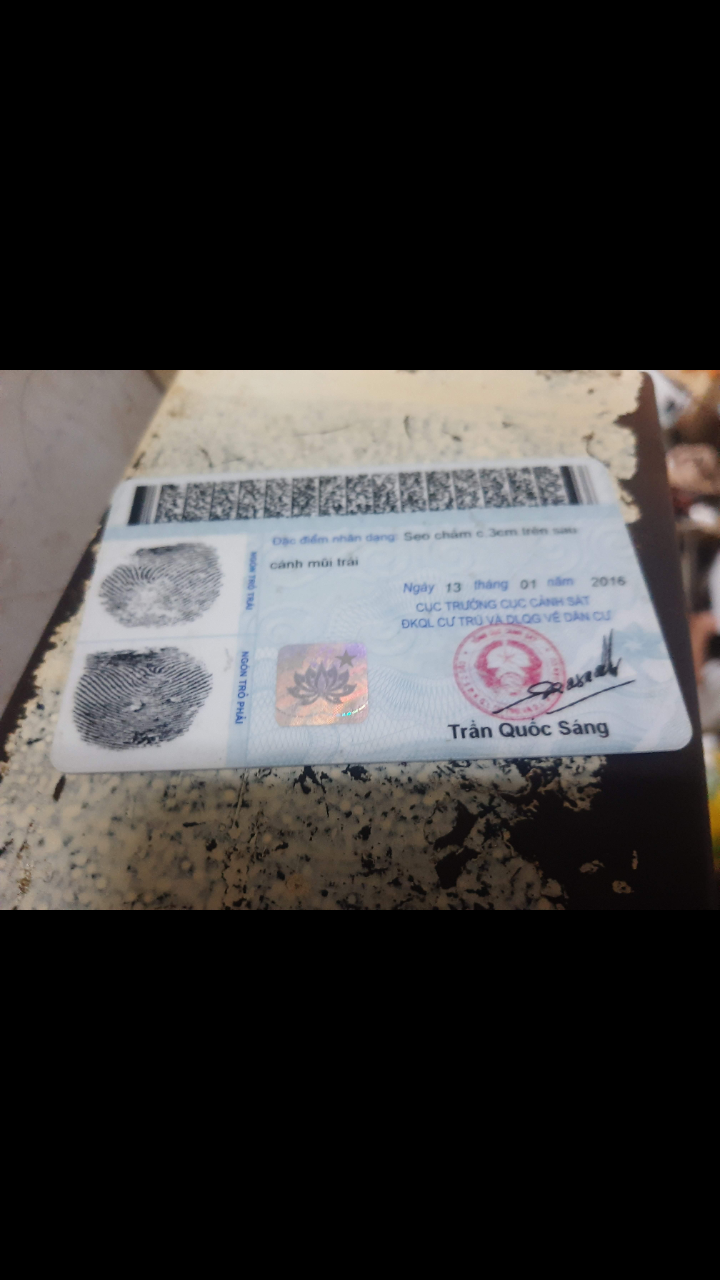 Đặc điểm nhân dạng: Sẹo chấm c.3cm trên sau
cánh mũi trái
NGÓN TRỎ TRÁI
NGÓN TRỎ PHẢI
Ngày 13 tháng 01 năm 2016
CỤC TRƯỞNG CỤC CẢNH SÁT
ĐKQL CƯ TRÚ VÀ DLQG VỀ DÂN CƯ
Trần Quốc Sáng